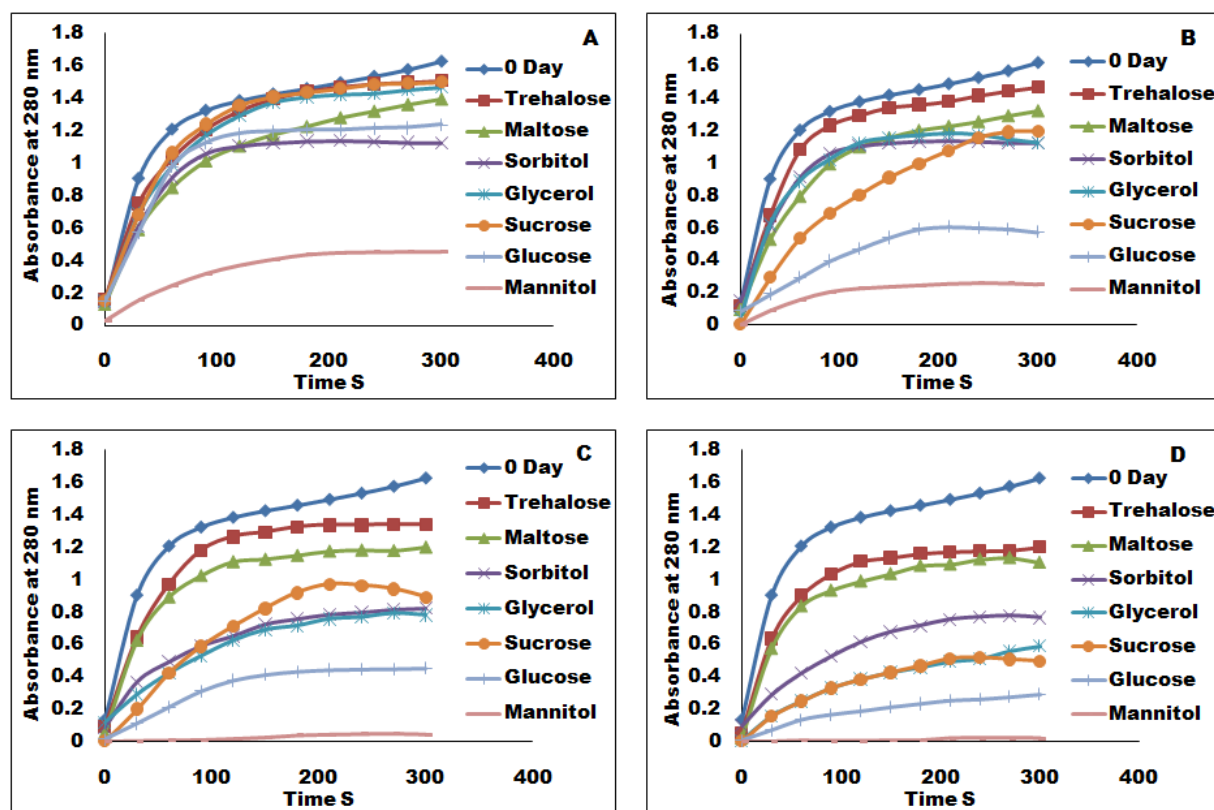 A
Absorbance at 280 nm
1.8
1.6
1.4
1.2
1
0.8
0.6
0.4
0.2
0
0 100 200 300 400
Time S
0 Day
Trehalose
Maltose
Sorbitol
Glycerol
Sucrose
Glucose
Mannitol
B
Absorbance at 280 nm
1.8
1.6
1.4
1.2
1
0.8
0.6
0.4
0.2
0
0 100 200 300 400
Time S
0 Day
Trehalose
Maltose
Sorbitol
Glycerol
Sucrose
Glucose
Mannitol
C
Absorbance at 280 nm
1.8
1.6
1.4
1.2
1
0.8
0.6
0.4
0.2
0
0 100 200 300 400
Time S
0 Day
Trehalose
Maltose
Sorbitol
Glycerol
Sucrose
Glucose
Mannitol
D
Absorbance at 280 nm
1.8
1.6
1.4
1.2
1
0.8
0.6
0.4
0.2
0
0 100 200 300 400
Time S
0 Day
Trehalose
Maltose
Sorbitol
Glycerol
Sucrose
Glucose
Mannitol